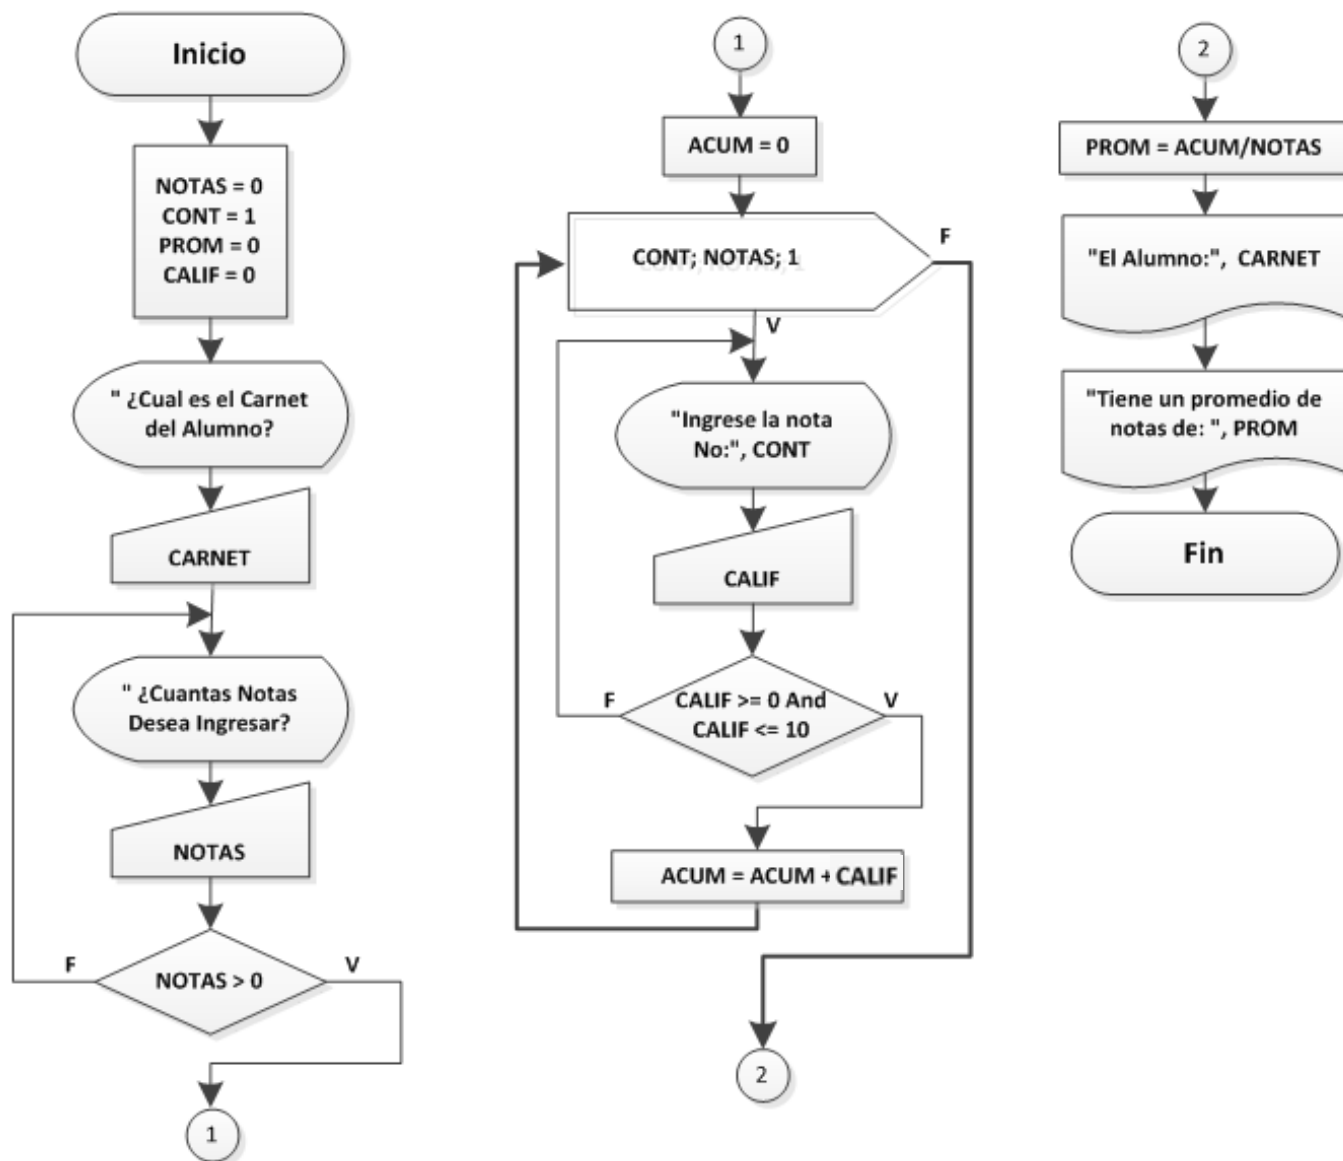 Inicio
NOTAS = 0
CONT = 1
PROM = 0
CALIF = 0
" ¿Cual es el Carnet
del Alumno?
CARNET
" ¿Cuantas Notas
Desea Ingresar?
NOTAS
F
V
NOTAS > 0
1
1
ACUM = 0
F
CONT; NOTAS; 1
V
"Ingrese la nota
No:", CONT
CALIF
F
V
CALIF >= 0 And
CALIF <= 10
ACUM = ACUM + CALIF
2
2
PROM = ACUM/NOTAS
"El Alumno:", CARNET
"Tiene un promedio de
notas de: ", PROM
Fin